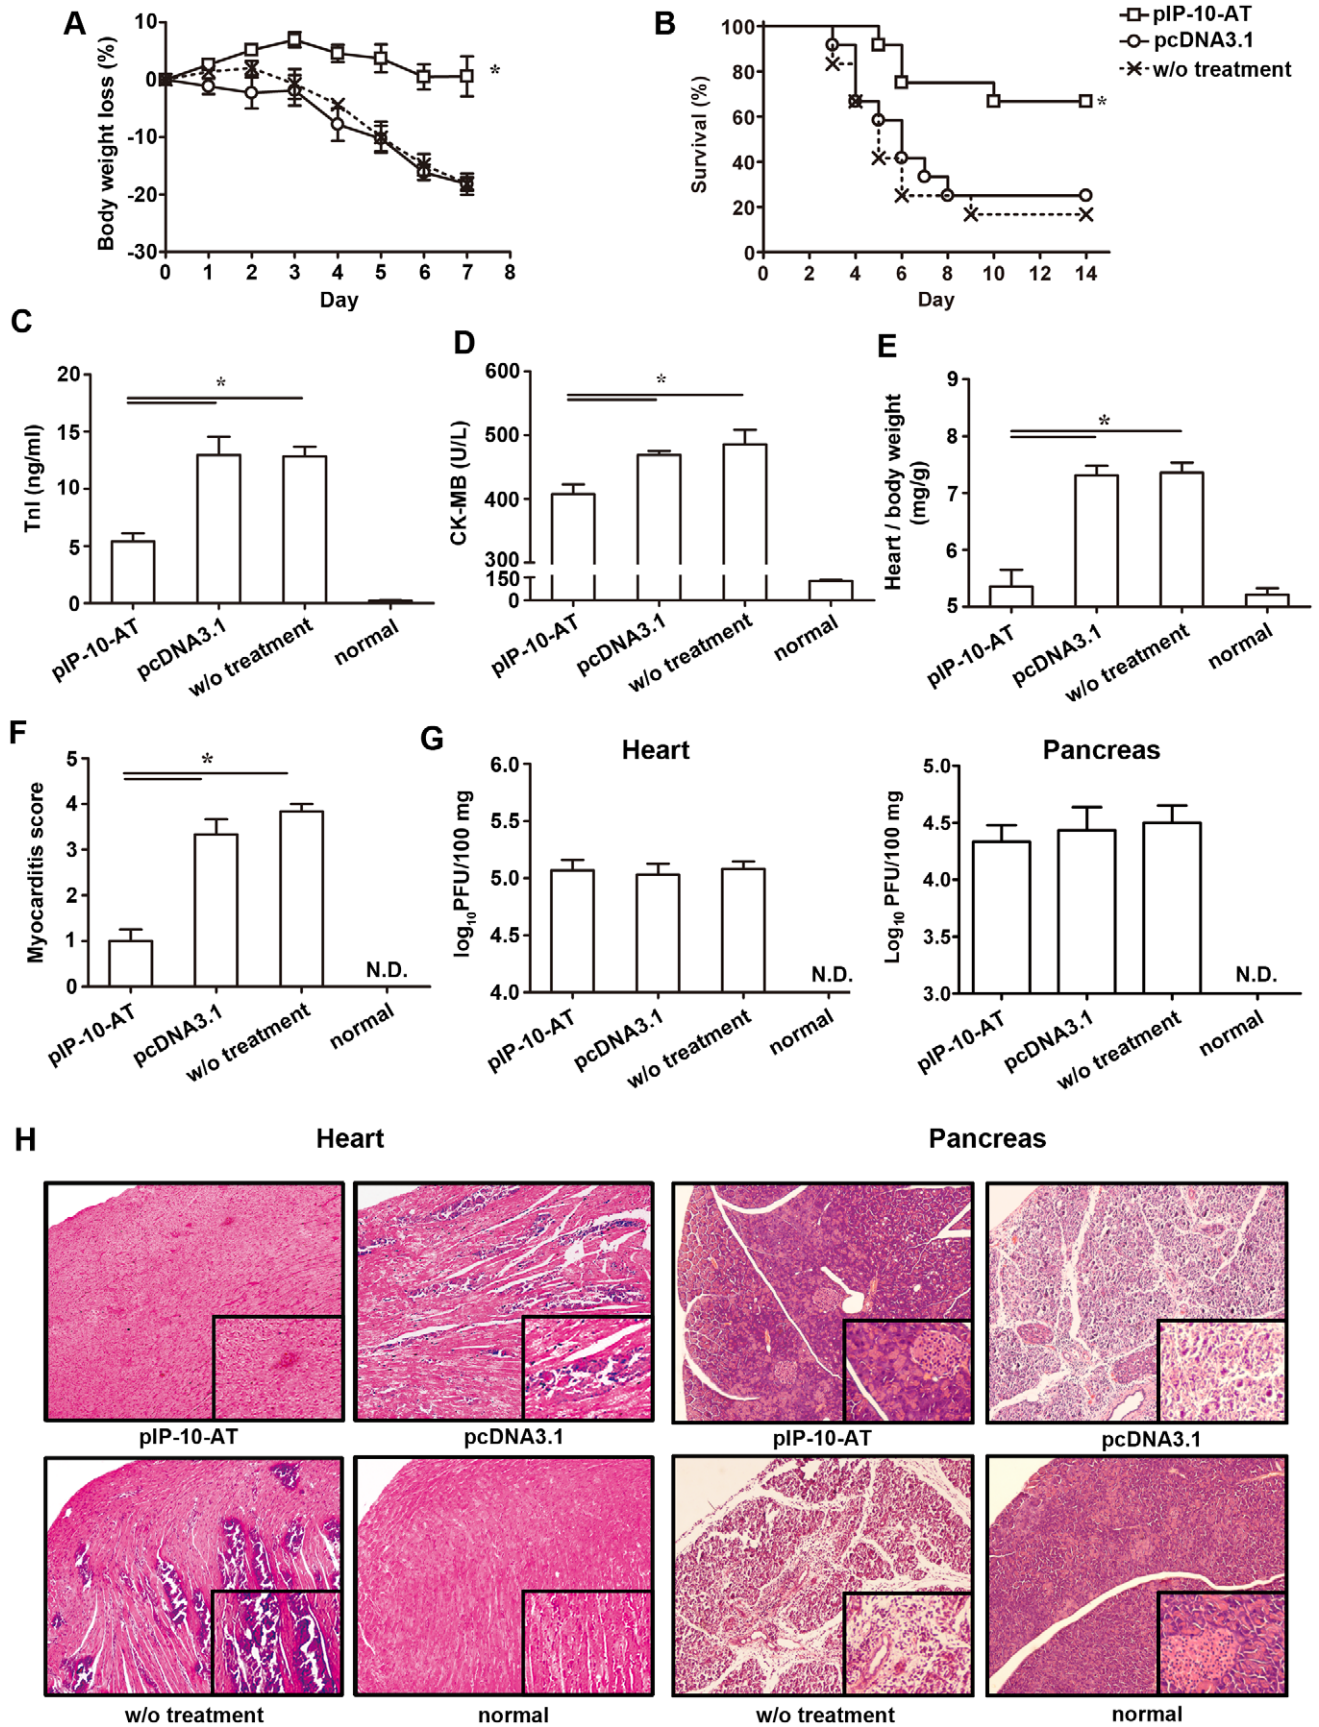 A
Body weight loss (%)
10
0
-10
-20
-30
0 1 2 3 4 5 6 7 8
Day
*
B
Survival (%)
100
80
60
40
20
0
0 2 4 6 8 10 12 14
Day
*
pIP-10-AT
pcDNA3.1
w/o treatment
C
TnI (ng/ml)
20
15
10
5
0
*
pIP-10-AT
pcDNA3.1
w/o treatment
normal
D
CK-MB (U/L)
600
500
400
300
150
0
*
pIP-10-AT
pcDNA3.1
w/o treatment
normal
E
Heart / body weight
(mg/g)
9
8
7
6
5
*
pIP-10-AT
pcDNA3.1
w/o treatment
normal
F
Myocarditis score
5
4
3
2
1
0
*
N.D.
pIP-10-AT
pcDNA3.1
w/o treatment
normal
G
Heart
log10PFU/100 mg
6.0
5.5
5.0
4.5
4.0
N.D.
pIP-10-AT
pcDNA3.1
w/o treatment
normal
Pancreas
Log10 PFU/100 mg
5.0
4.5
4.0
3.5
3.0
N.D.
pIP-10-AT
pcDNA3.1
w/o treatment
normal
H
Heart
Pancreas
pIP-10-AT
pcDNA3.1
pIP-10-AT
pcDNA3.1
w/o treatment
normal
w/o treatment
normal